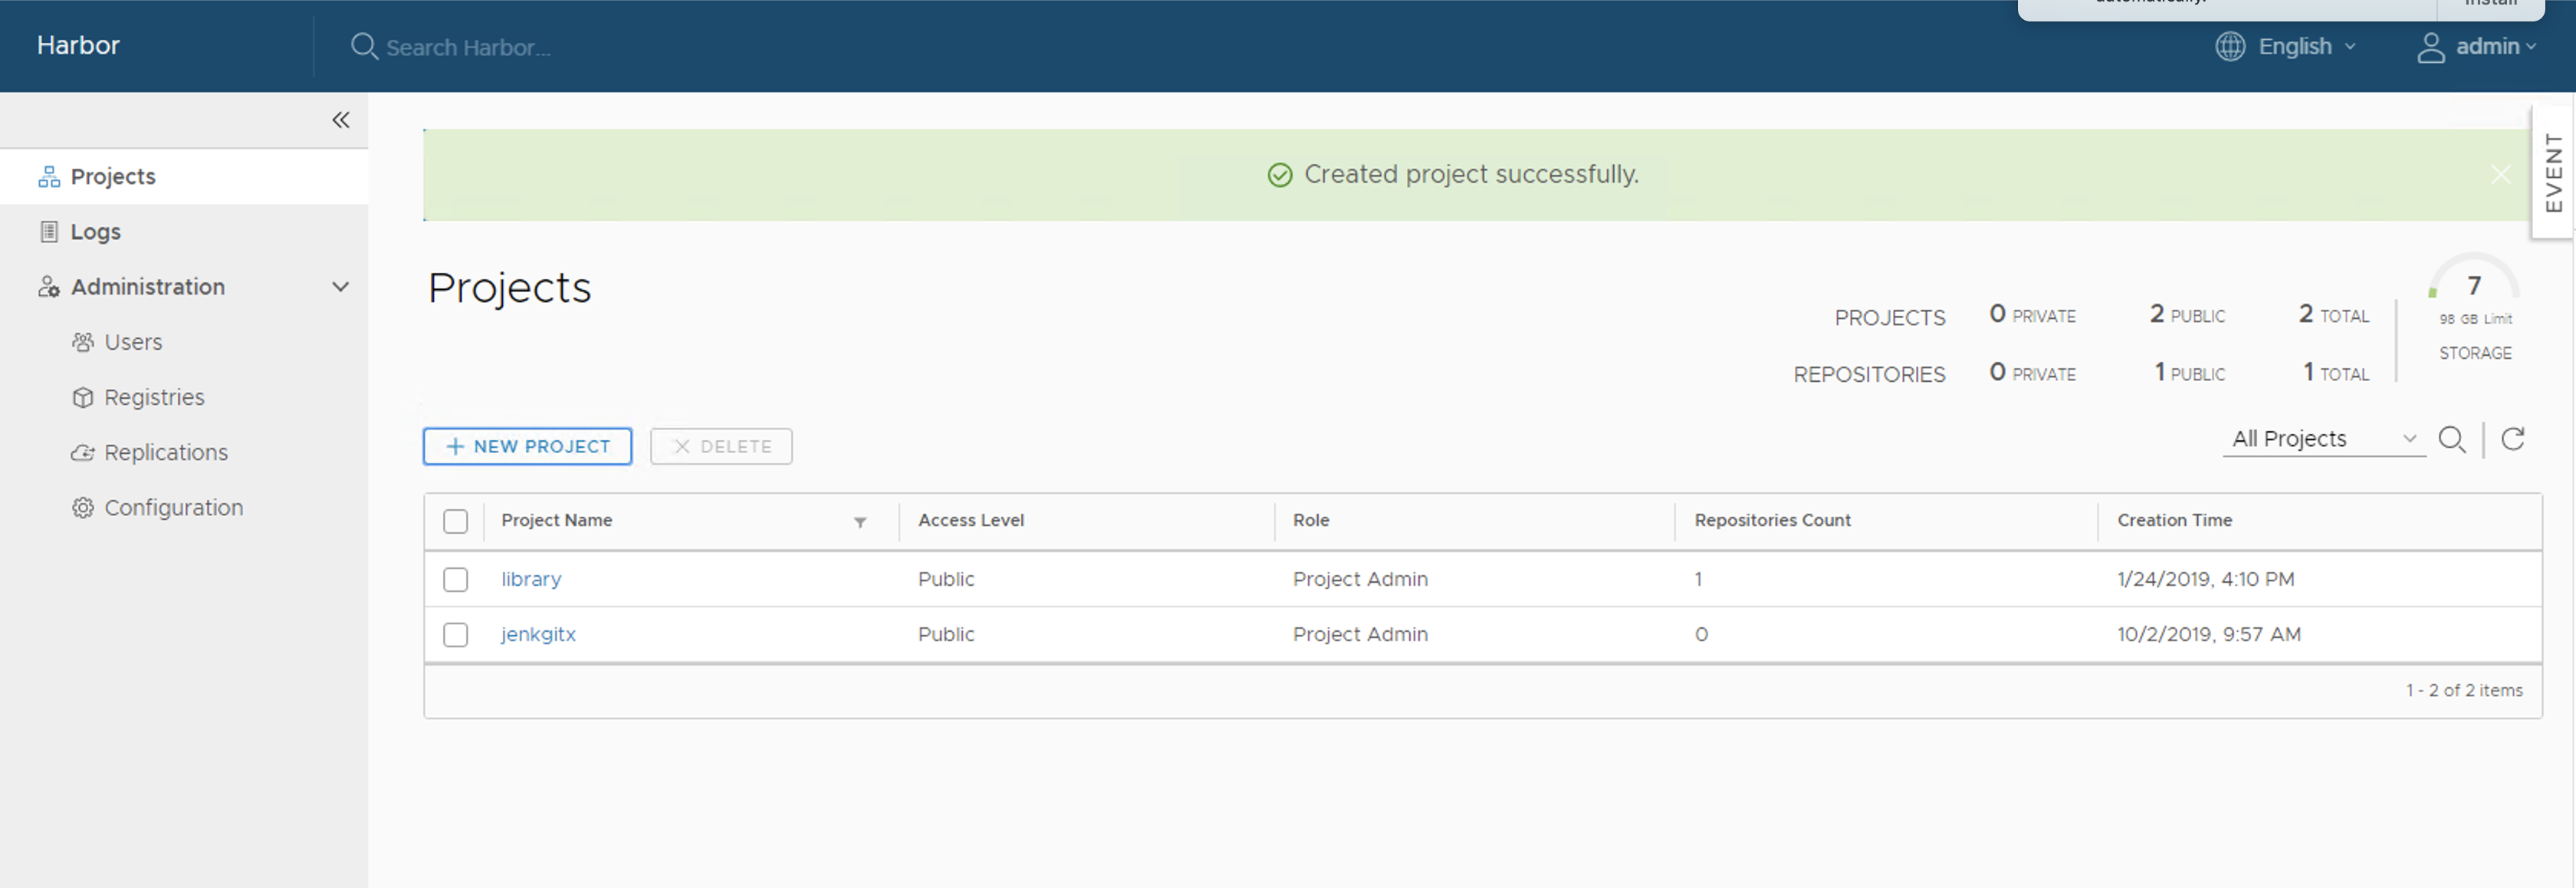 automatically.
Install
Harbor
Search Harbor...
English
admin
Projects
Logs
Administration
Users
Registries
Replications
Configuration
Created project successfully.
EVENT
Projects
PROJECTS 0 PRIVATE 2 PUBLIC 2 TOTAL
REPOSITORIES 0 PRIVATE 1 PUBLIC 1 TOTAL
7
98 GB Limit
STORAGE
+ NEW PROJECT
DELETE
All Projects
Project Name Access Level Role Repositories Count Creation Time
library Public Project Admin 1 1/24/2019, 4:10 PM
jenkgitx Public Project Admin 0 10/2/2019, 9:57 AM
1 - 2 of 2 items